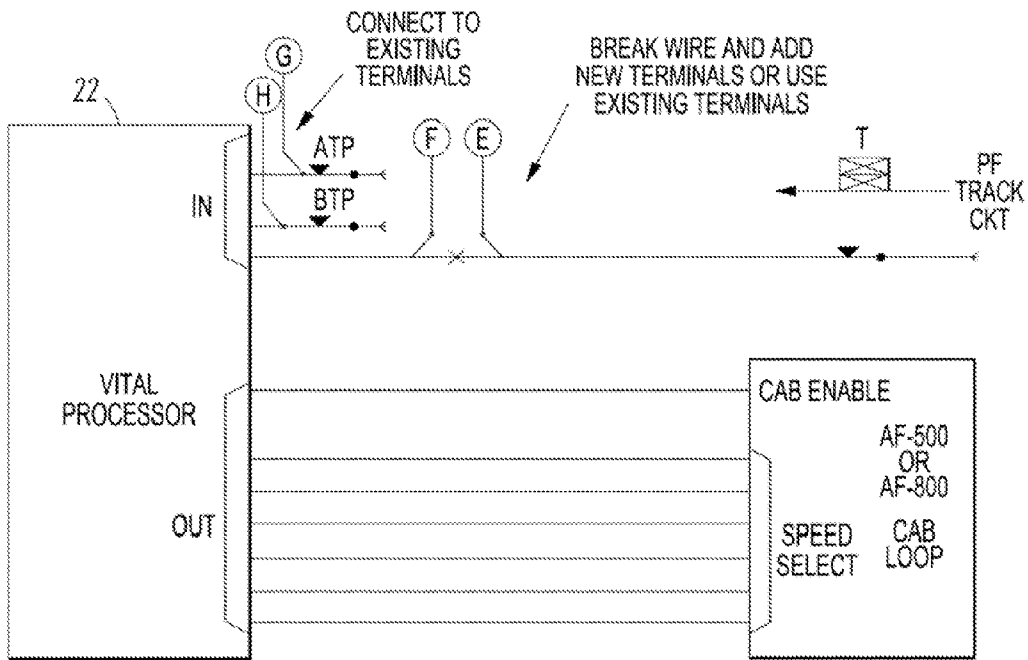 CONNECT TO
EXISTING
TERMINALS
BREAK WIRE AND ADD
NEW TERMINALS OR USE
EXISTING TERMINALS
22
G
H
F
E
ATP
BTP
IN
T
PF
TRACK
CKT
VITAL
PROCESSOR
OUT
CAB ENABLE
AF-500
OR
AF-800
SPEED
SELECT
CAB
LOOP